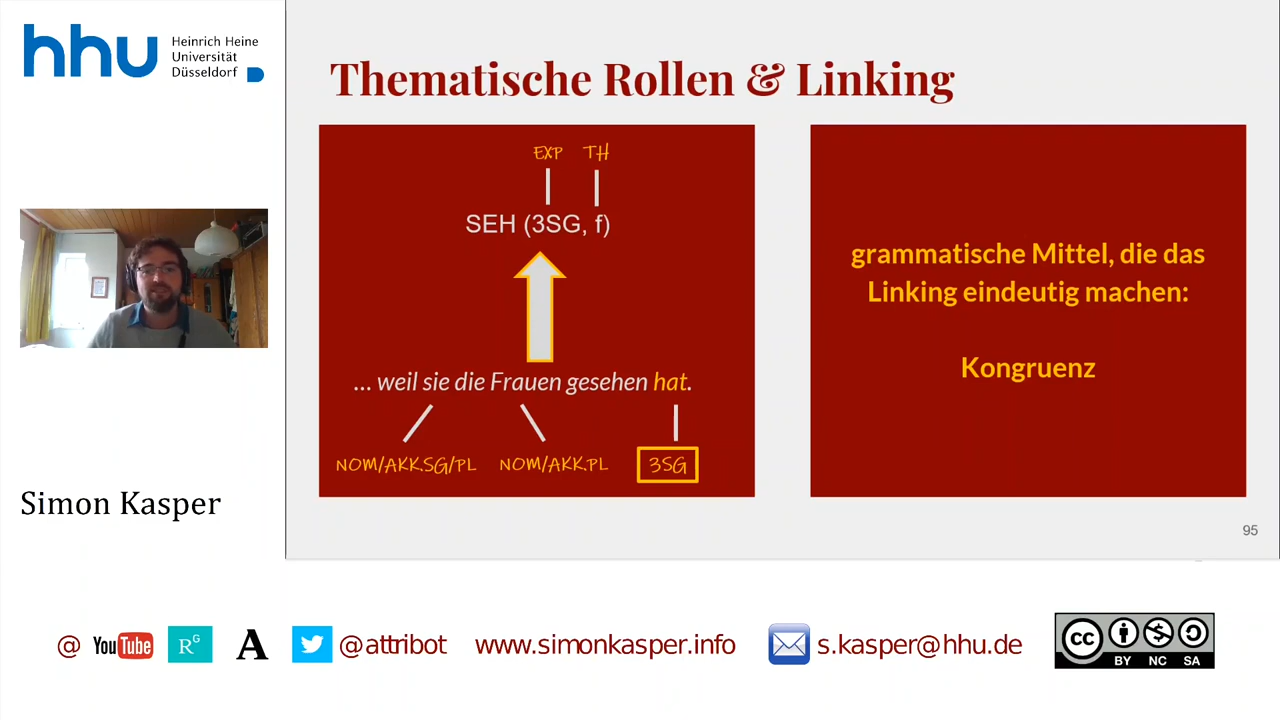 hhu
Heinrich Heine
Universität
Düsseldorf
Simon Kasper
Thematische Rollen & Linking
EXP TH
SEH (3SG, f)
... weil sie die Frauen gesehen hat.
NOM/AKK.SG/PL NOM/AKK.PL 3SG
grammatische Mittel, die das
Linking eindeutig machen:
Kongruenz
95
@ YouTube RG A @attribot www.simonkasper.info s.kasper@hhu.de
cc BY NC SA